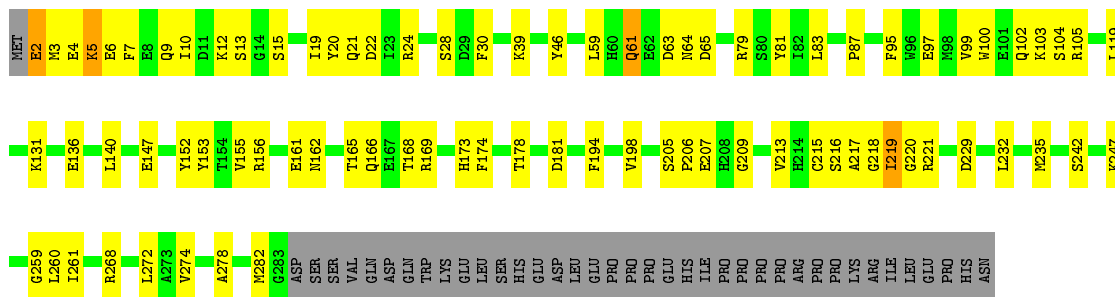 MET E2 M3 E4 K5 E6 F7 E8 Q9 I10 D11 K12 S13 G14 S15 I19 Y20 Q21 D22 I23 R24 S28 D29 F30 K39 Y46 L59 H60 Q61 E62 D63 N64 D65 R79 S80 Y81 I82 L83 P87 F95 W96 E97 M98 V99 W100 E101 Q102 K103 S104 R105 L119
K131 E136 L140 E147 Y152 Y153 T154 V155 R156 E161 N162 T165 Q166 E167 T168 R169 H173 F174 T178 D181 F194 V198 S205 P206 E207 H208 G209 V213 H214 C215 S216 A217 G218 I219 G220 R221 D229 L232 M235 S242 K247
G259 L260 I261 R268 L272 A273 V274 A278 M282 G283 ASP SER SER VAL GLN ASP GLN TRP LYS GLU LEU SER HIS GLU ASP LEU GLU PRO PRO PRO GLU HIS ILE PRO PRO PRO PRO ARG PRO PRO LYS ARG ILE LEU GLU PRO HIS ASN